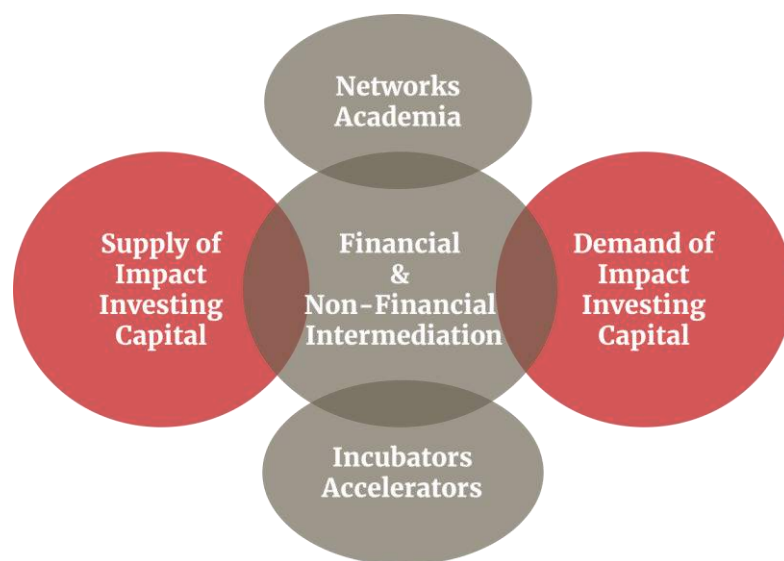 Networks
Academia
Supply of
Impact
Investing
Capital
Financial
&
Non-Financial
Intermediation
Demand of
Impact
Investing
Capital
Incubators
Accelerators